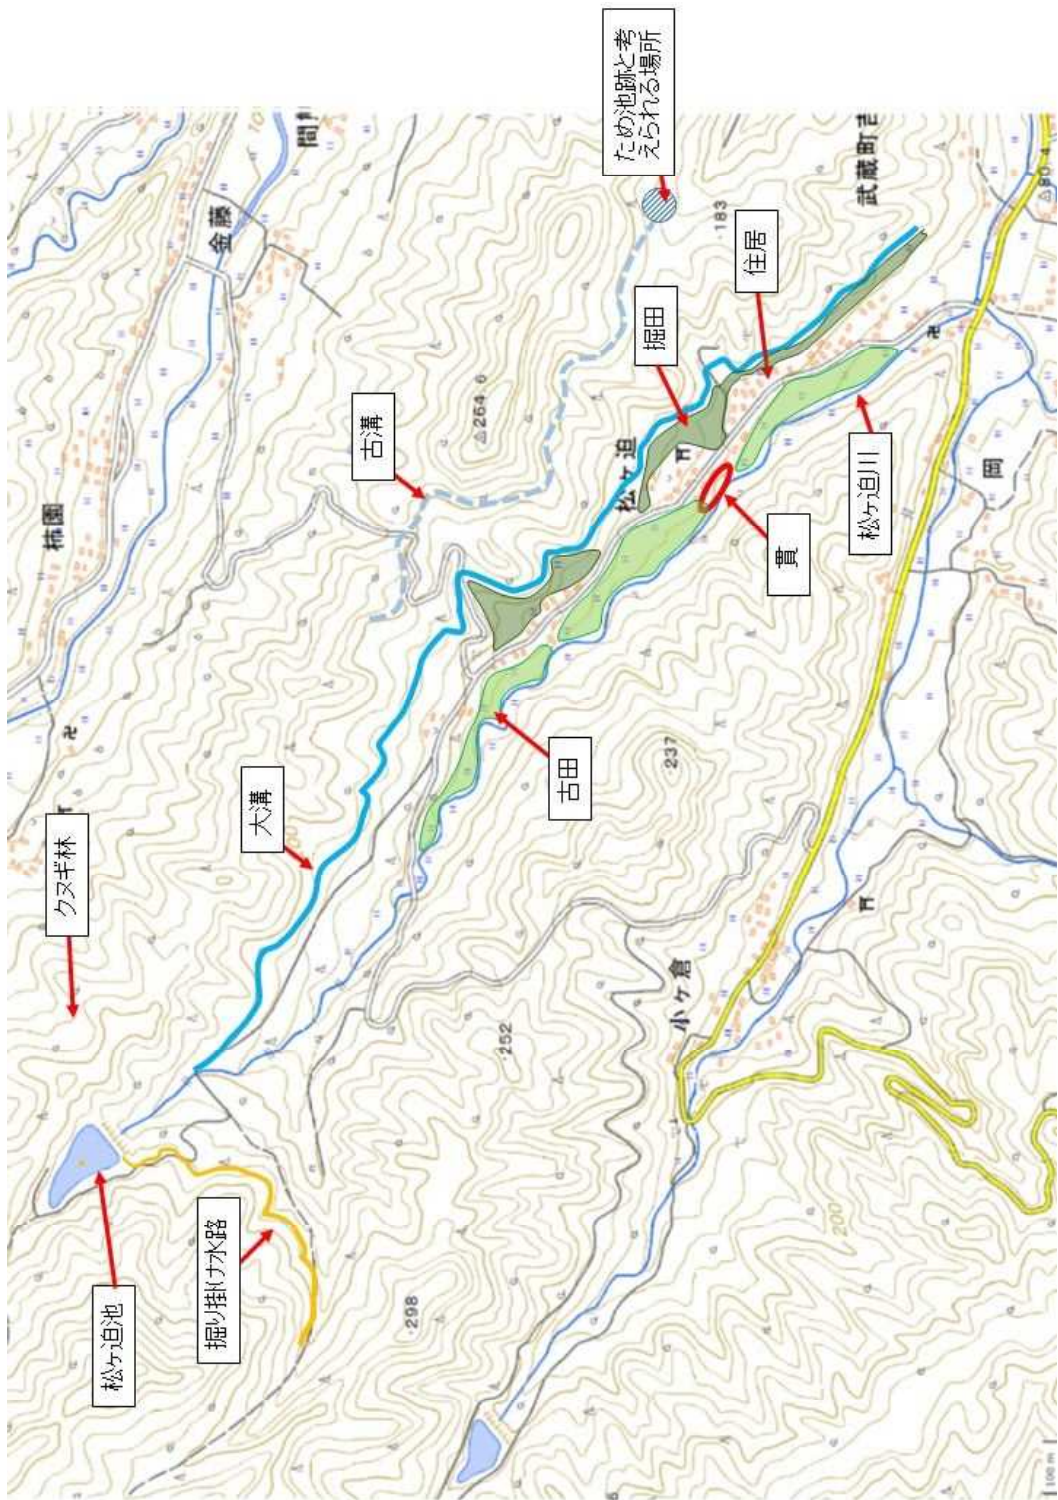 クヌギ林
柿園
松ヶ迫池
掘り掛け水路
金藤
大溝
古溝
·298
△264.6
·252
古田
ため池跡と考
えられる場所
掘田
松ヶ迫
·237
小ヶ倉
·183
住居
貫
200
武蔵町吉
松ヶ迫川
岡
100 m